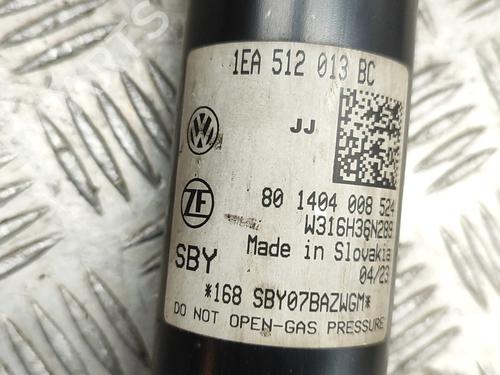 1EA 512 013 BC
JJ
ZF
80 1404 008 524
W316H36N289
Made in Slovakia
SBY
04/23
*168 SBY07BAZWGM*
DO NOT OPEN-GAS PRESSURE